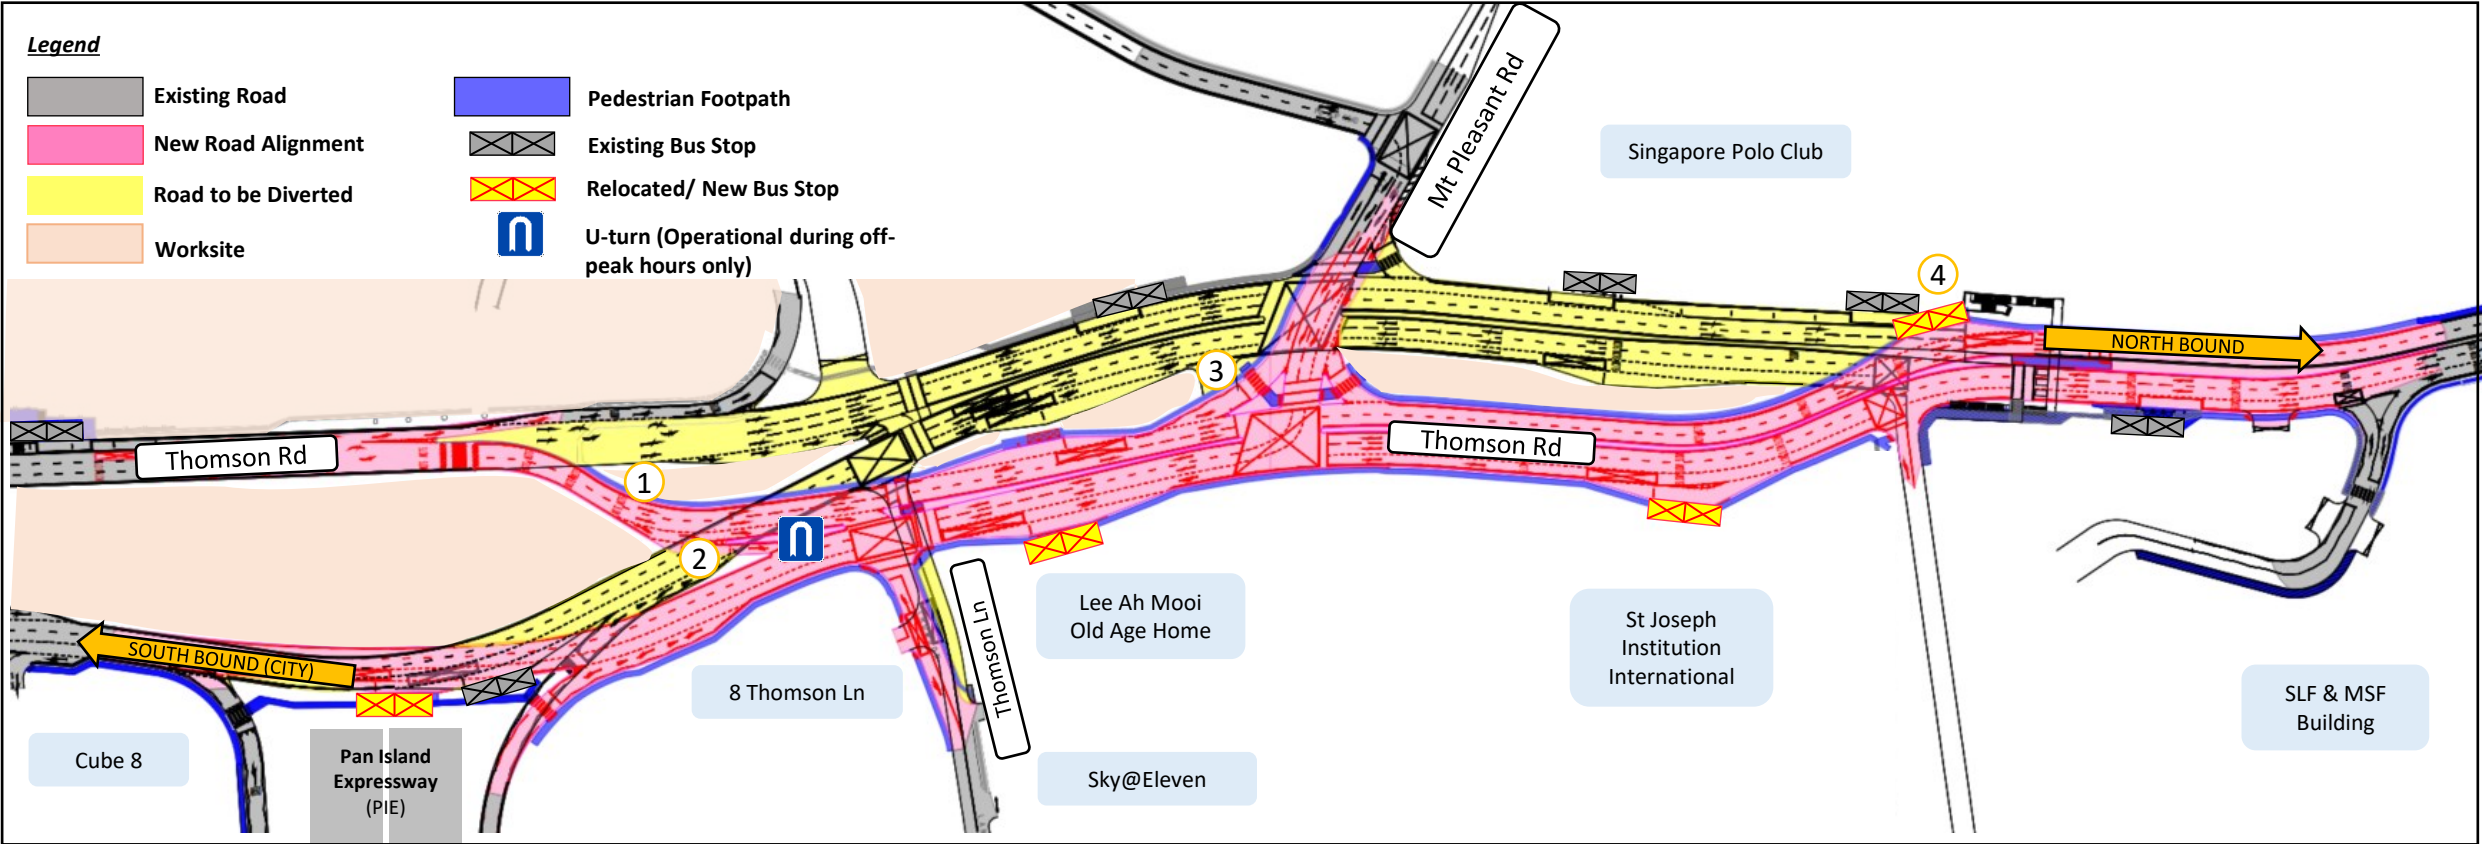 Legend
Existing Road
New Road Alignment
Road to be Diverted
Worksite
Pedestrian Footpath
Existing Bus Stop
Relocated/ New Bus Stop
U-turn (Operational during off-
peak hours only)
Mt Pleasant Rd
Singapore Polo Club
4
NORTH BOUND
3
Thomson Rd
Thomson Rd
1
2
SOUTH BOUND (CITY)
Thomson Ln
Lee Ah Mooi
Old Age Home
St Joseph
Institution
International
8 Thomson Ln
SLF & MSF
Building
Cube 8
Pan Island
Expressway
(PIE)
Sky@Eleven